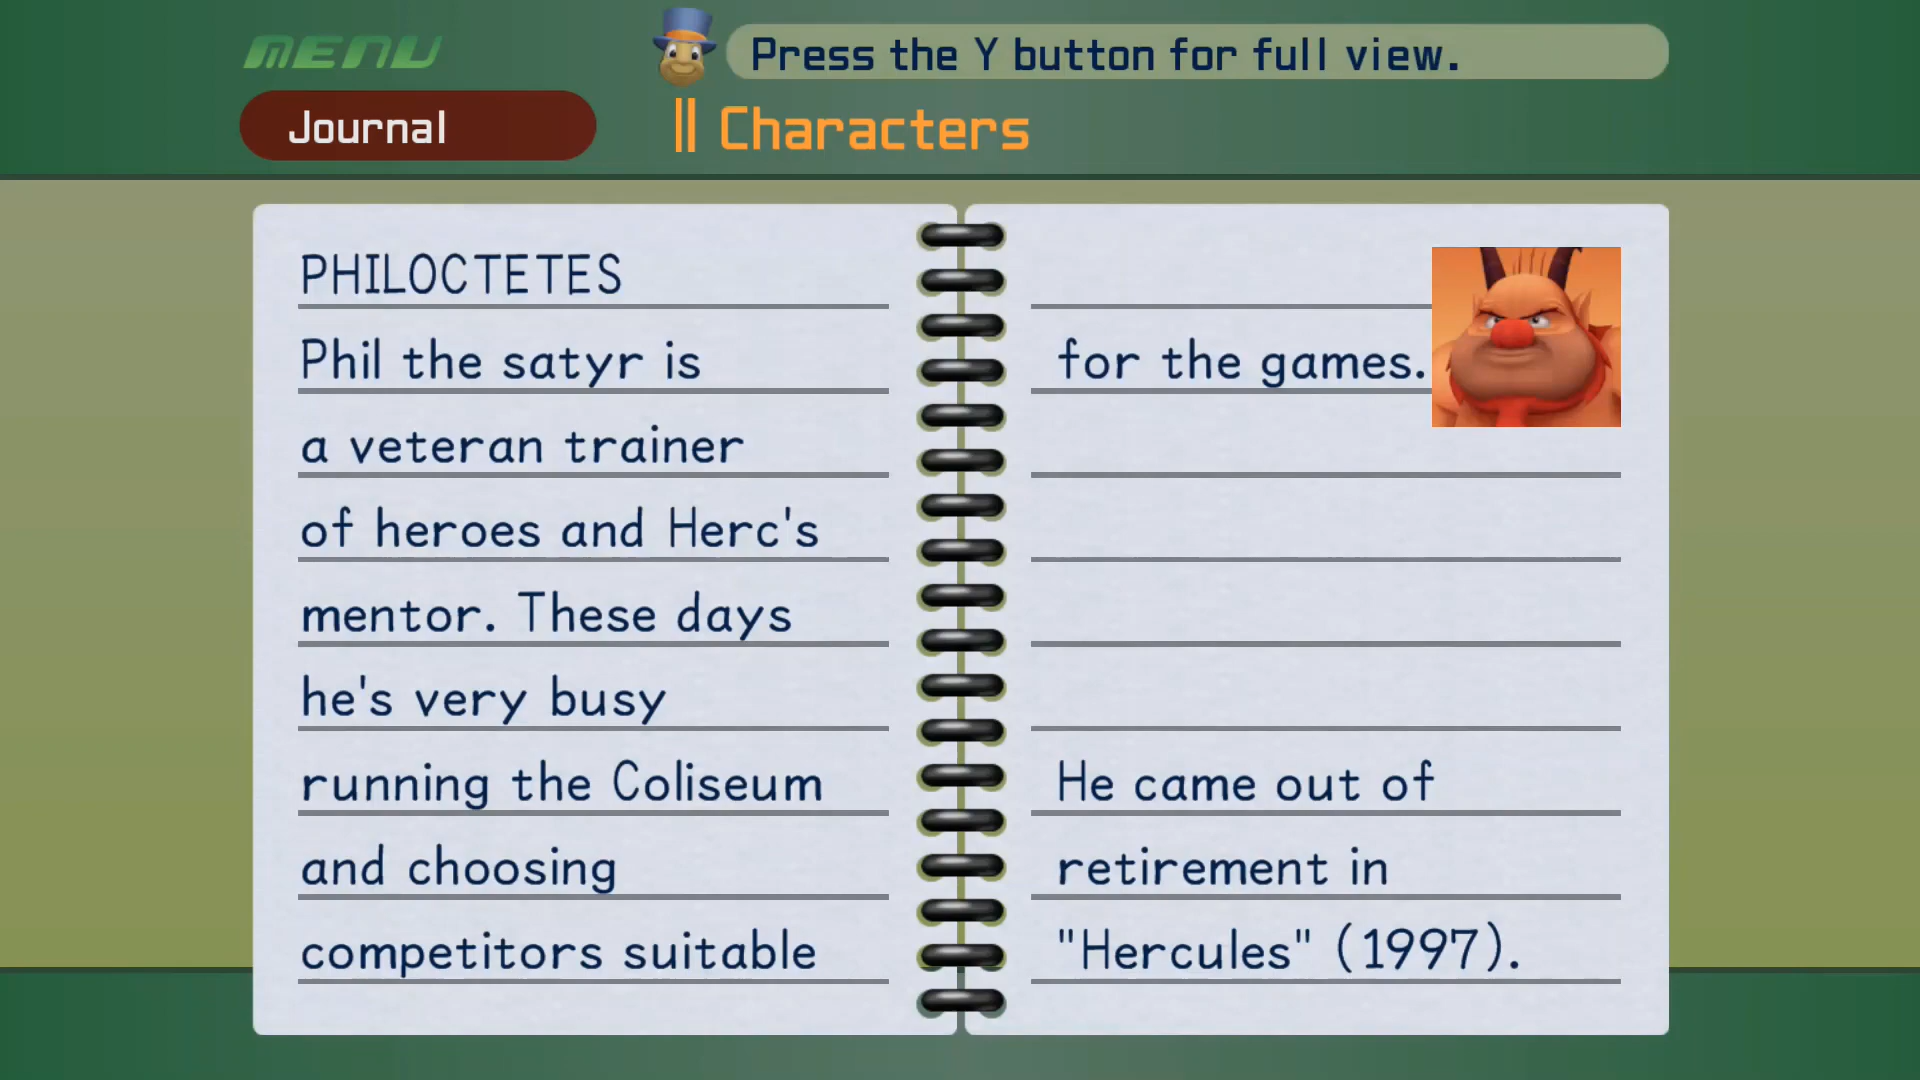 MENU
Press the Y button for full view.
Journal
Characters
PHILOCTETES
Phil the satyr is
a veteran trainer
of heroes and Herc's
mentor. These days
he's very busy
running the Coliseum
and choosing
competitors suitable
for the games.
He came out of
retirement in
"Hercules" (1997).